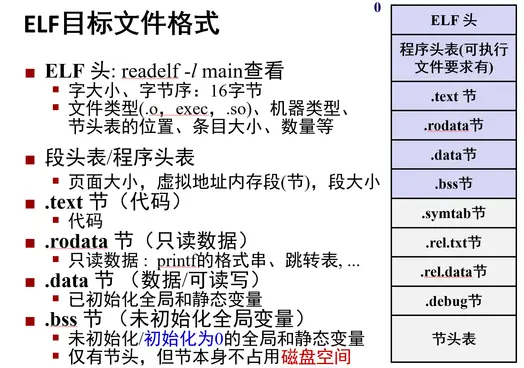 ELF目标文件格式
ELF 头: readelf -l main查看
字大小、字节序：16字节
文件类型(.o，exec，.so)、机器类型、
节头表的位置、条目大小、数量等
段头表/程序头表
页面大小，虚拟地址内存段(节)，段大小
.text 节（代码）
代码
.rodata 节（只读数据）
只读数据 : printf的格式串、跳转表, ...
.data 节 （数据/可读写）
已初始化全局和静态变量
.bss 节 （未初始化全局变量）
未初始化/初始化为0的全局和静态变量
仅有节头，但节本身不占用磁盘空间
0
ELF 头
程序头表(可执行
文件要求有)
.text 节
.rodata节
.data节
.bss节
.symtab节
.rel.txt节
.rel.data节
.debug节
节头表